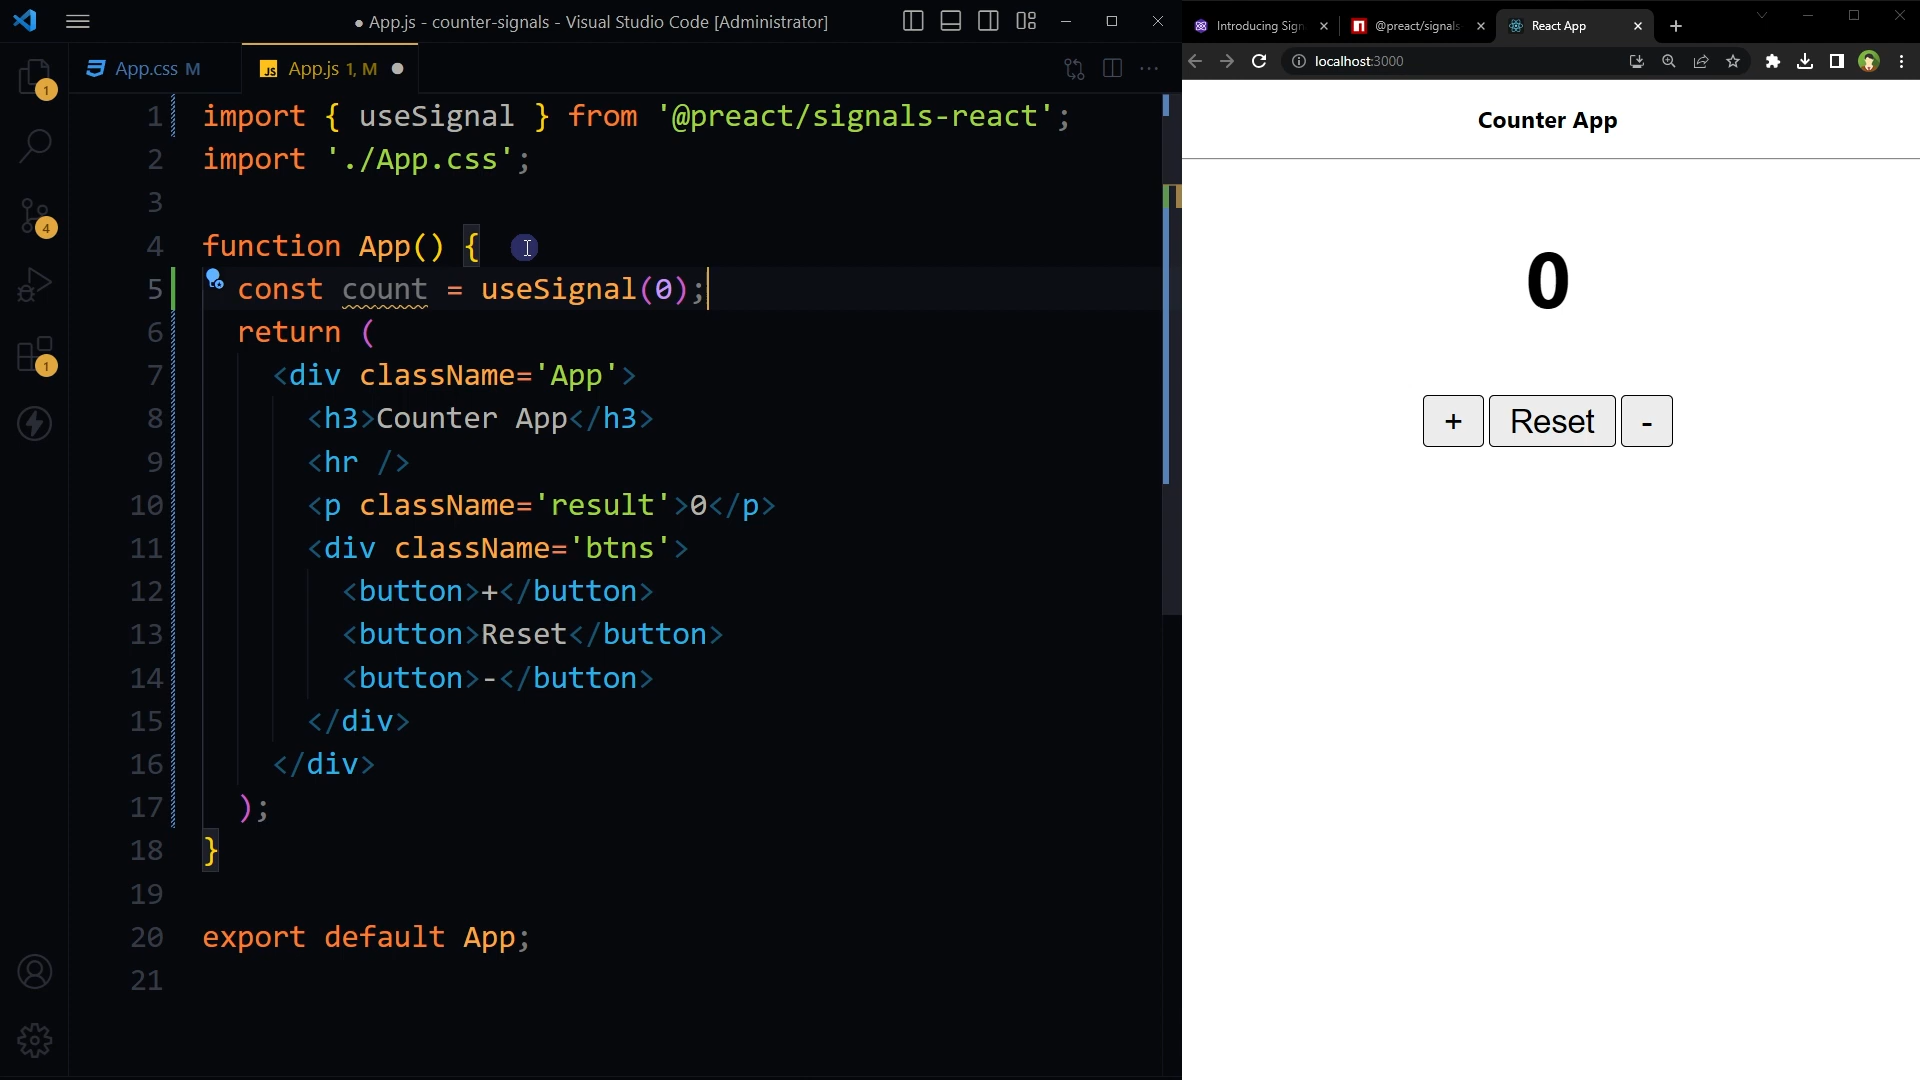 ● App.js - counter-signals - Visual Studio Code [Administrator]
App.css M
JS App.js 1, M ●
1 import { useSignal } from '@preact/signals-react';
2 import './App.css';
3
4 function App() {
5 const count = useSignal(0);
6 return (
7 <div className='App'>
8 <h3>Counter App</h3>
9 <hr />
10 <p className='result'>0</p>
11 <div className='btns'>
12 <button>+</button>
13 <button>Reset</button>
14 <button>-</button>
15 </div>
16 </div>
17 );
18 }
19
20 export default App;
21
1
4
1
Introducing Sign
@preact/signals-
React App
localhost:3000
Counter App
0
+ Reset -